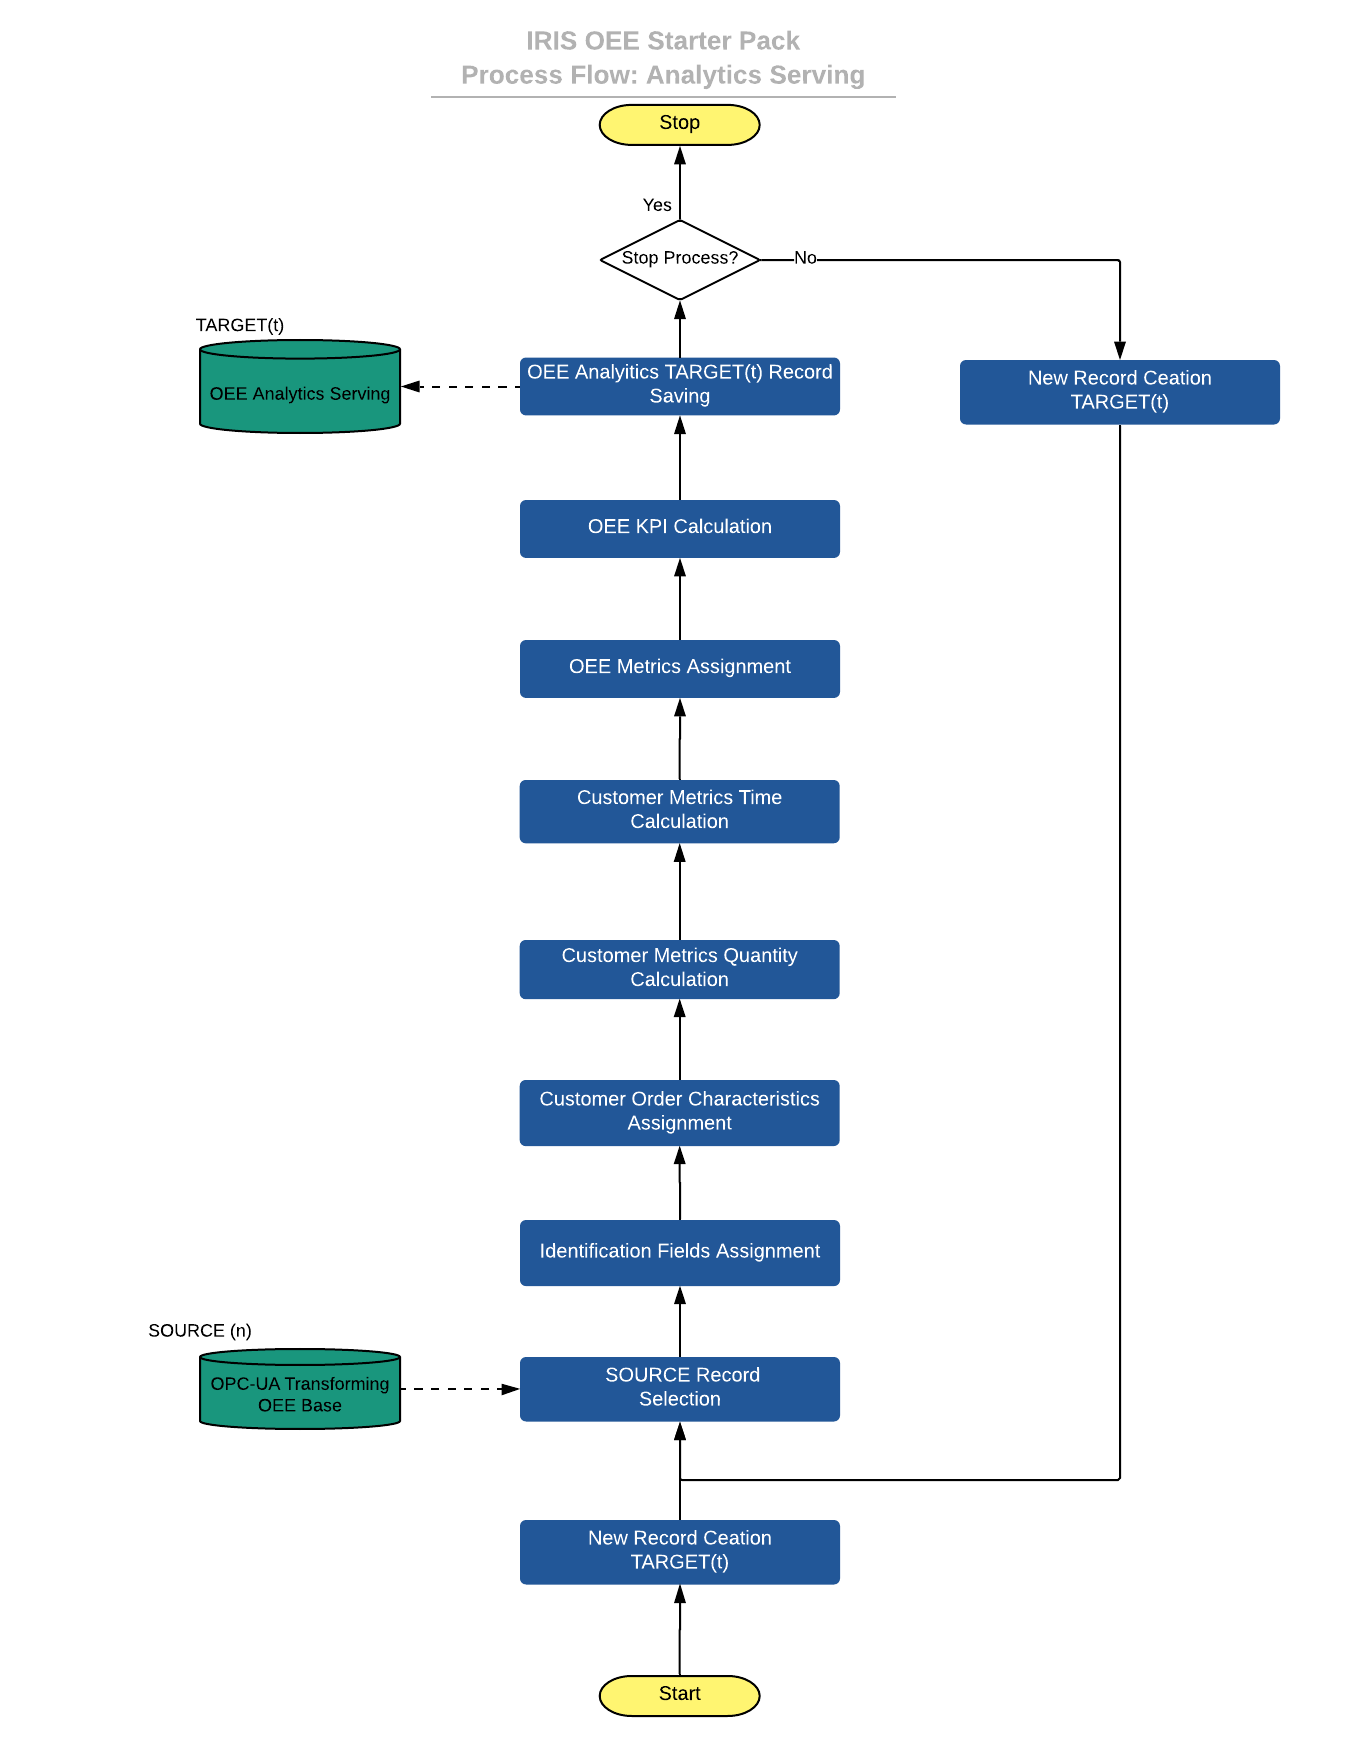 IRIS OEE Starter Pack
Process Flow: Analytics Serving
Stop
Yes
Stop Process?
No
TARGET(t)
OEE Analytics Serving
OEE Analyitics TARGET(t) Record
Saving
New Record Ceation
TARGET(t)
OEE KPI Calculation
OEE Metrics Assignment
Customer Metrics Time
Calculation
Customer Metrics Quantity
Calculation
Customer Order Characteristics
Assignment
Identification Fields Assignment
SOURCE (n)
OPC-UA Transforming
OEE Base
SOURCE Record
Selection
New Record Ceation
TARGET(t)
Start